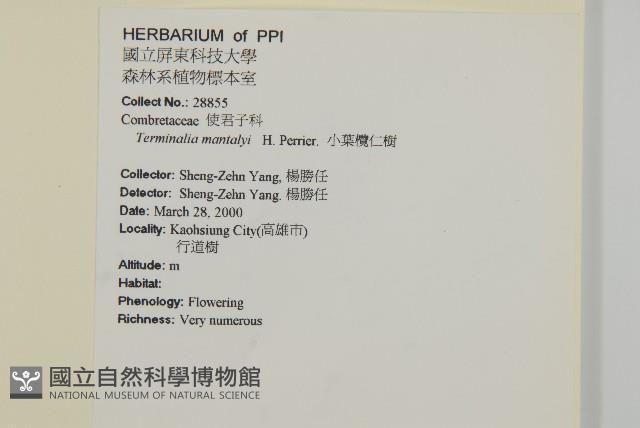 HERBARIUM of PPI
國立屏東科技大學
森林系植物標本室
Collect No.: 28855
Combretaceae 使君子科
Terminalia mantalyi H. Perrier. 小葉欖仁樹
Collector: Sheng-Zehn Yang, 楊勝任
Detector: Sheng-Zehn Yang. 楊勝任
Date: March 28, 2000
Locality: Kaohsiung City(高雄市)
行道樹
Altitude: m
Habitat:
Phenology: Flowering
Richness: Very numerous
國立自然科學博物館
NATIONAL MUSEUM OF NATURAL SCIENCE